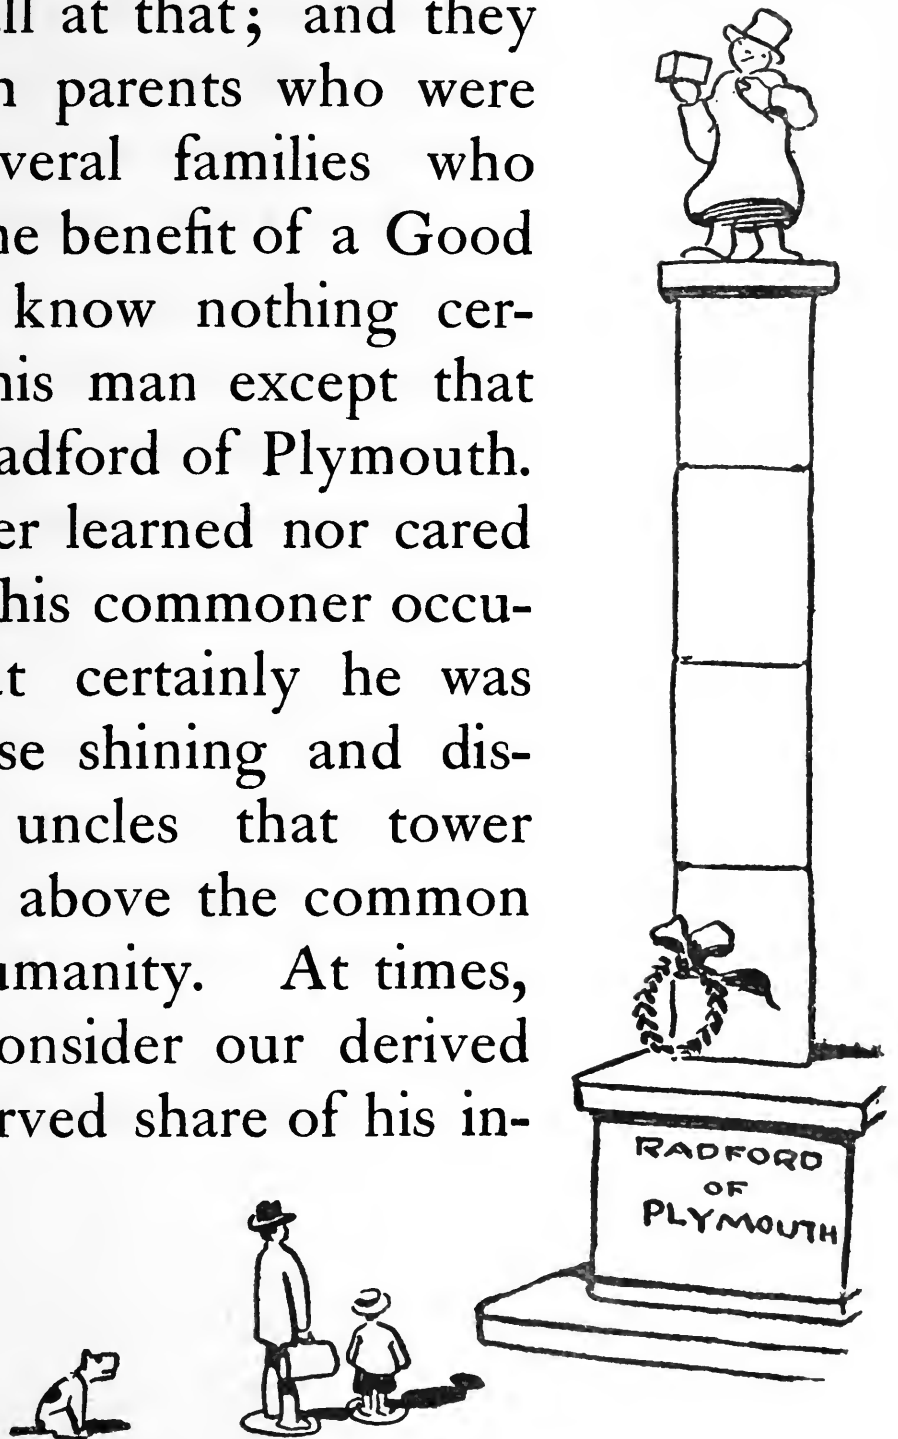 ll at that; and they
n parents who were
veral families who
ne benefit of a Good
know nothing cer-
his man except that
adford of Plymouth.
er learned nor cared
his commoner occu-
t certainly he was
se shining and dis-
uncles that tower
above the common
umanity. At times,
onsider our derived
rved share of his in-
RADFORD
OF
PLYMOUTH